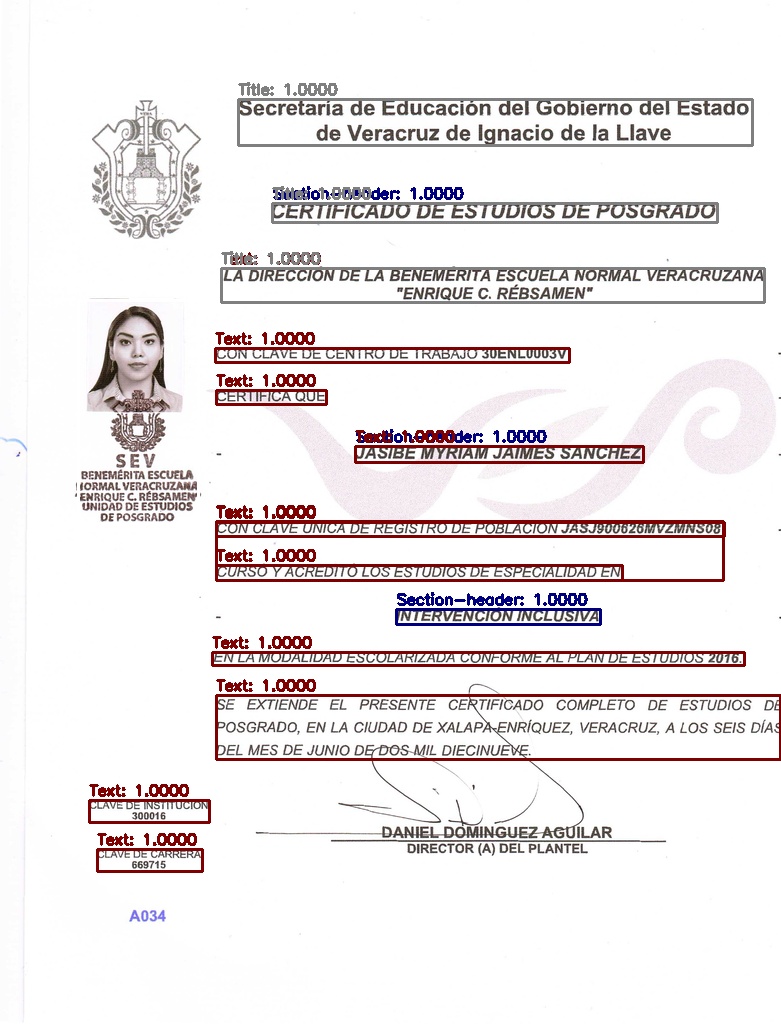 Title: 1.0000
Secretaría de Educación del Gobierno del Estado
de Veracruz de Ignacio de la Llave
Section-header: 1.0000
CERTIFICADO DE ESTUDIOS DE POSGRADO
LA DIRECCIÓN DE LA BENEMÉRITA ESCUELA NORMAL VERACRUZANA
"ENRIQUE C. RÉBSAMEN"
Text: 1.0000
CON CLAVE DE CENTRO DE TRABAJO 30ENL0003V
Text: 1.0000
CERTIFICA QUE
Section-header: 1.0000
JASIBE MYRIAM JAIMES SANCHEZ
SEV
BENEMÉRITA ESCUELA
NORMAL VERACRUZANA
"ENRIQUE C. RÉBSAMEN"
UNIDAD DE ESTUDIOS
DE POSGRADO
Text: 1.0000
CON CLAVE ÚNICA DE REGISTRO DE POBLACIÓN JASJ900626MVZMNS08
Text: 1.0000
CURSÓ Y ACREDITÓ LOS ESTUDIOS DE ESPECIALIDAD EN
Section-header: 1.0000
INTERVENCIÓN INCLUSIVA
Text: 1.0000
EN LA MODALIDAD ESCOLARIZADA CONFORME AL PLAN DE ESTUDIOS 2016.
Text: 1.0000
SE EXTIENDE EL PRESENTE CERTIFICADO COMPLETO DE ESTUDIOS DE
POSGRADO, EN LA CIUDAD DE XALAPA-ENRÍQUEZ, VERACRUZ, A LOS SEIS DÍAS
DEL MES DE JUNIO DE DOS MIL DIECINUEVE.
Text: 1.0000
CLAVE DE INSTITUCIÓN
300016
Text: 1.0000
CLAVE DE CARRERA
669715
DANIEL DOMINGUEZ AGUILAR
DIRECTOR (A) DEL PLANTEL
A034